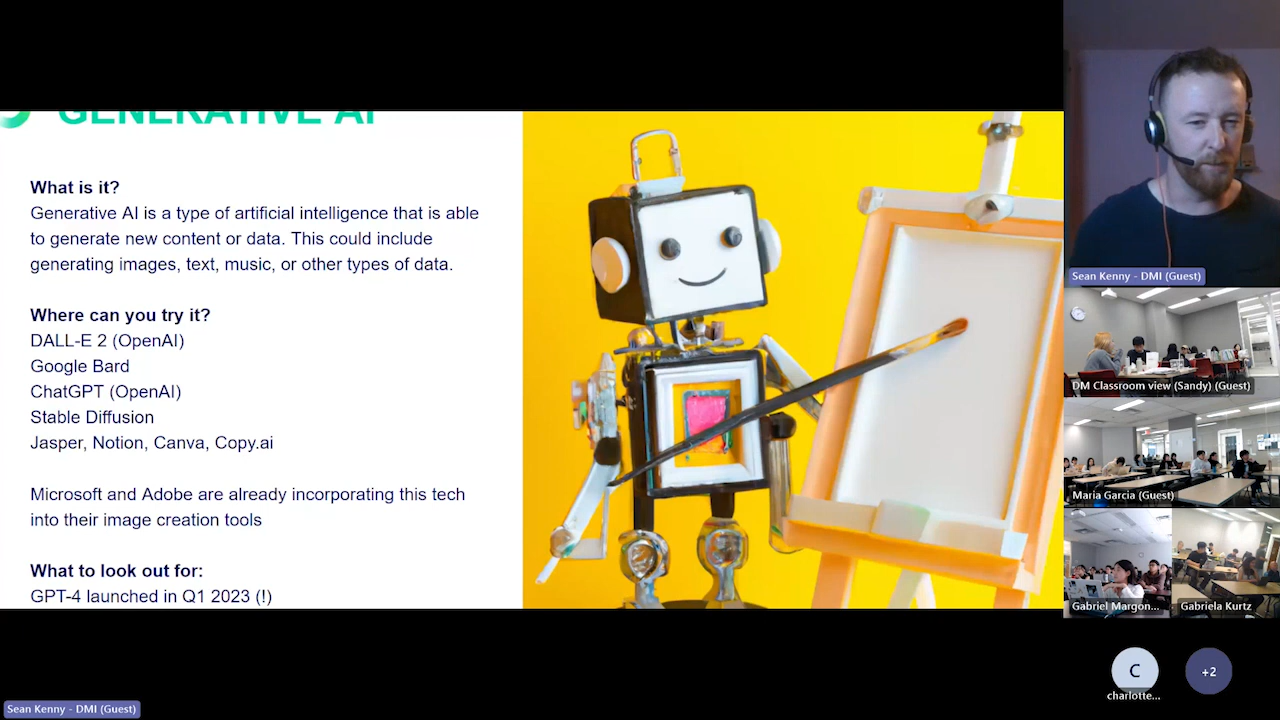 GENERATIVE AI
What is it?
Generative AI is a type of artificial intelligence that is able
to generate new content or data. This could include
generating images, text, music, or other types of data.
Where can you try it?
DALL-E 2 (OpenAI)
Google Bard
ChatGPT (OpenAI)
Stable Diffusion
Jasper, Notion, Canva, Copy.ai
Microsoft and Adobe are already incorporating this tech
into their image creation tools
What to look out for:
GPT-4 launched in Q1 2023 (!)
Sean Kenny - DMI (Guest)
DM Classroom view (Sandy) (Guest)
Maria Garcia (Guest)
Gabriel Margon...
Gabriela Kurtz
C
+2
charlotte...
Sean Kenny - DMI (Guest)